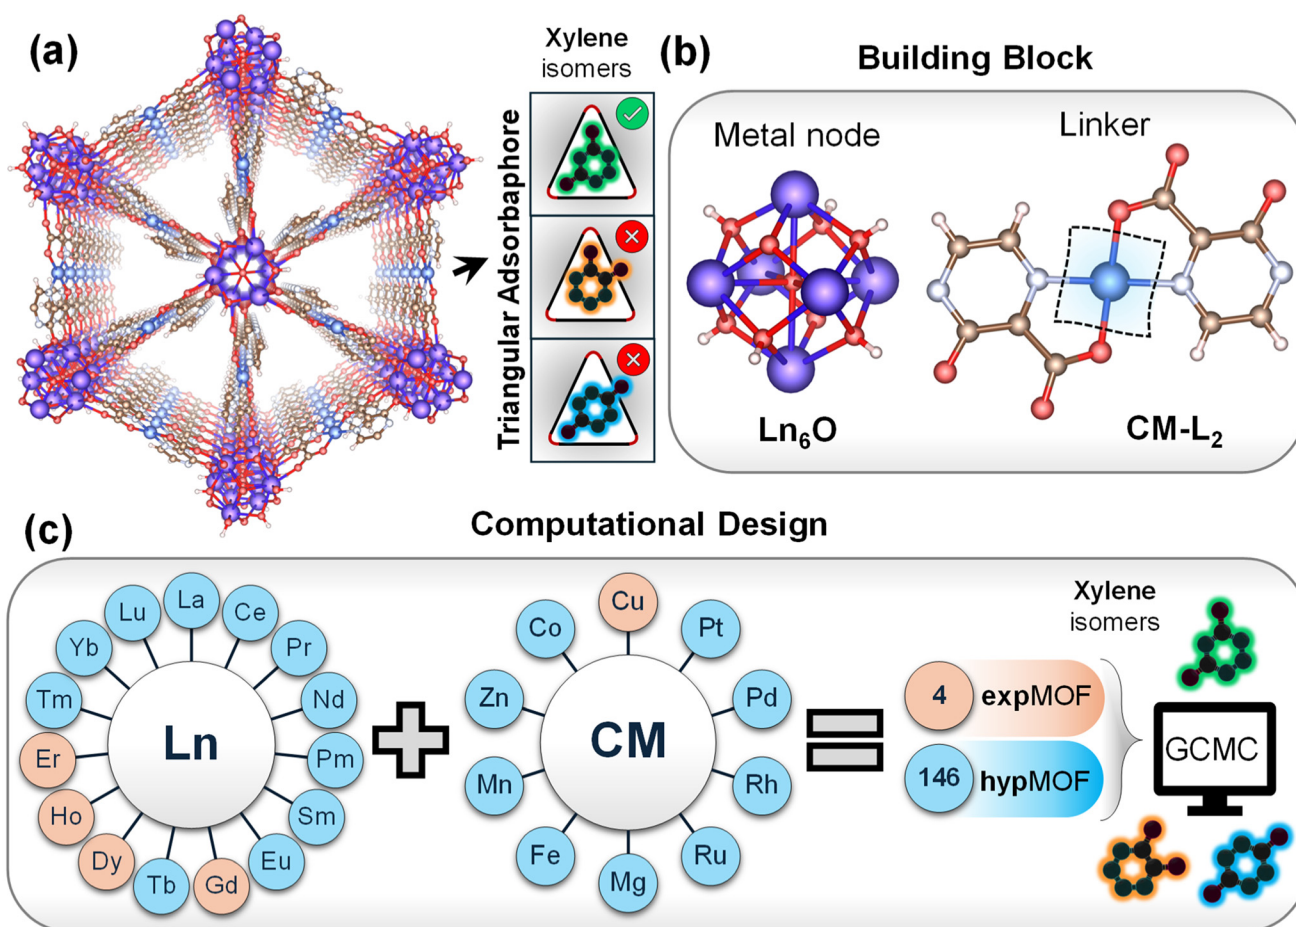 (a)
Xylene
isomers
Triangular Adsorbaphore
(b)
Building Block
Metal node
Linker
Ln₆O
CM-L₂
(c)
Computational Design
Ln
La
Ce
Pr
Nd
Pm
Sm
Eu
Gd
Tb
Dy
Ho
Er
Tm
Yb
Lu
CM
Cu
Pt
Pd
Rh
Ru
Mg
Fe
Mn
Zn
Co
4 expMOF
146 hypMOF
Xylene
isomers
GCMC